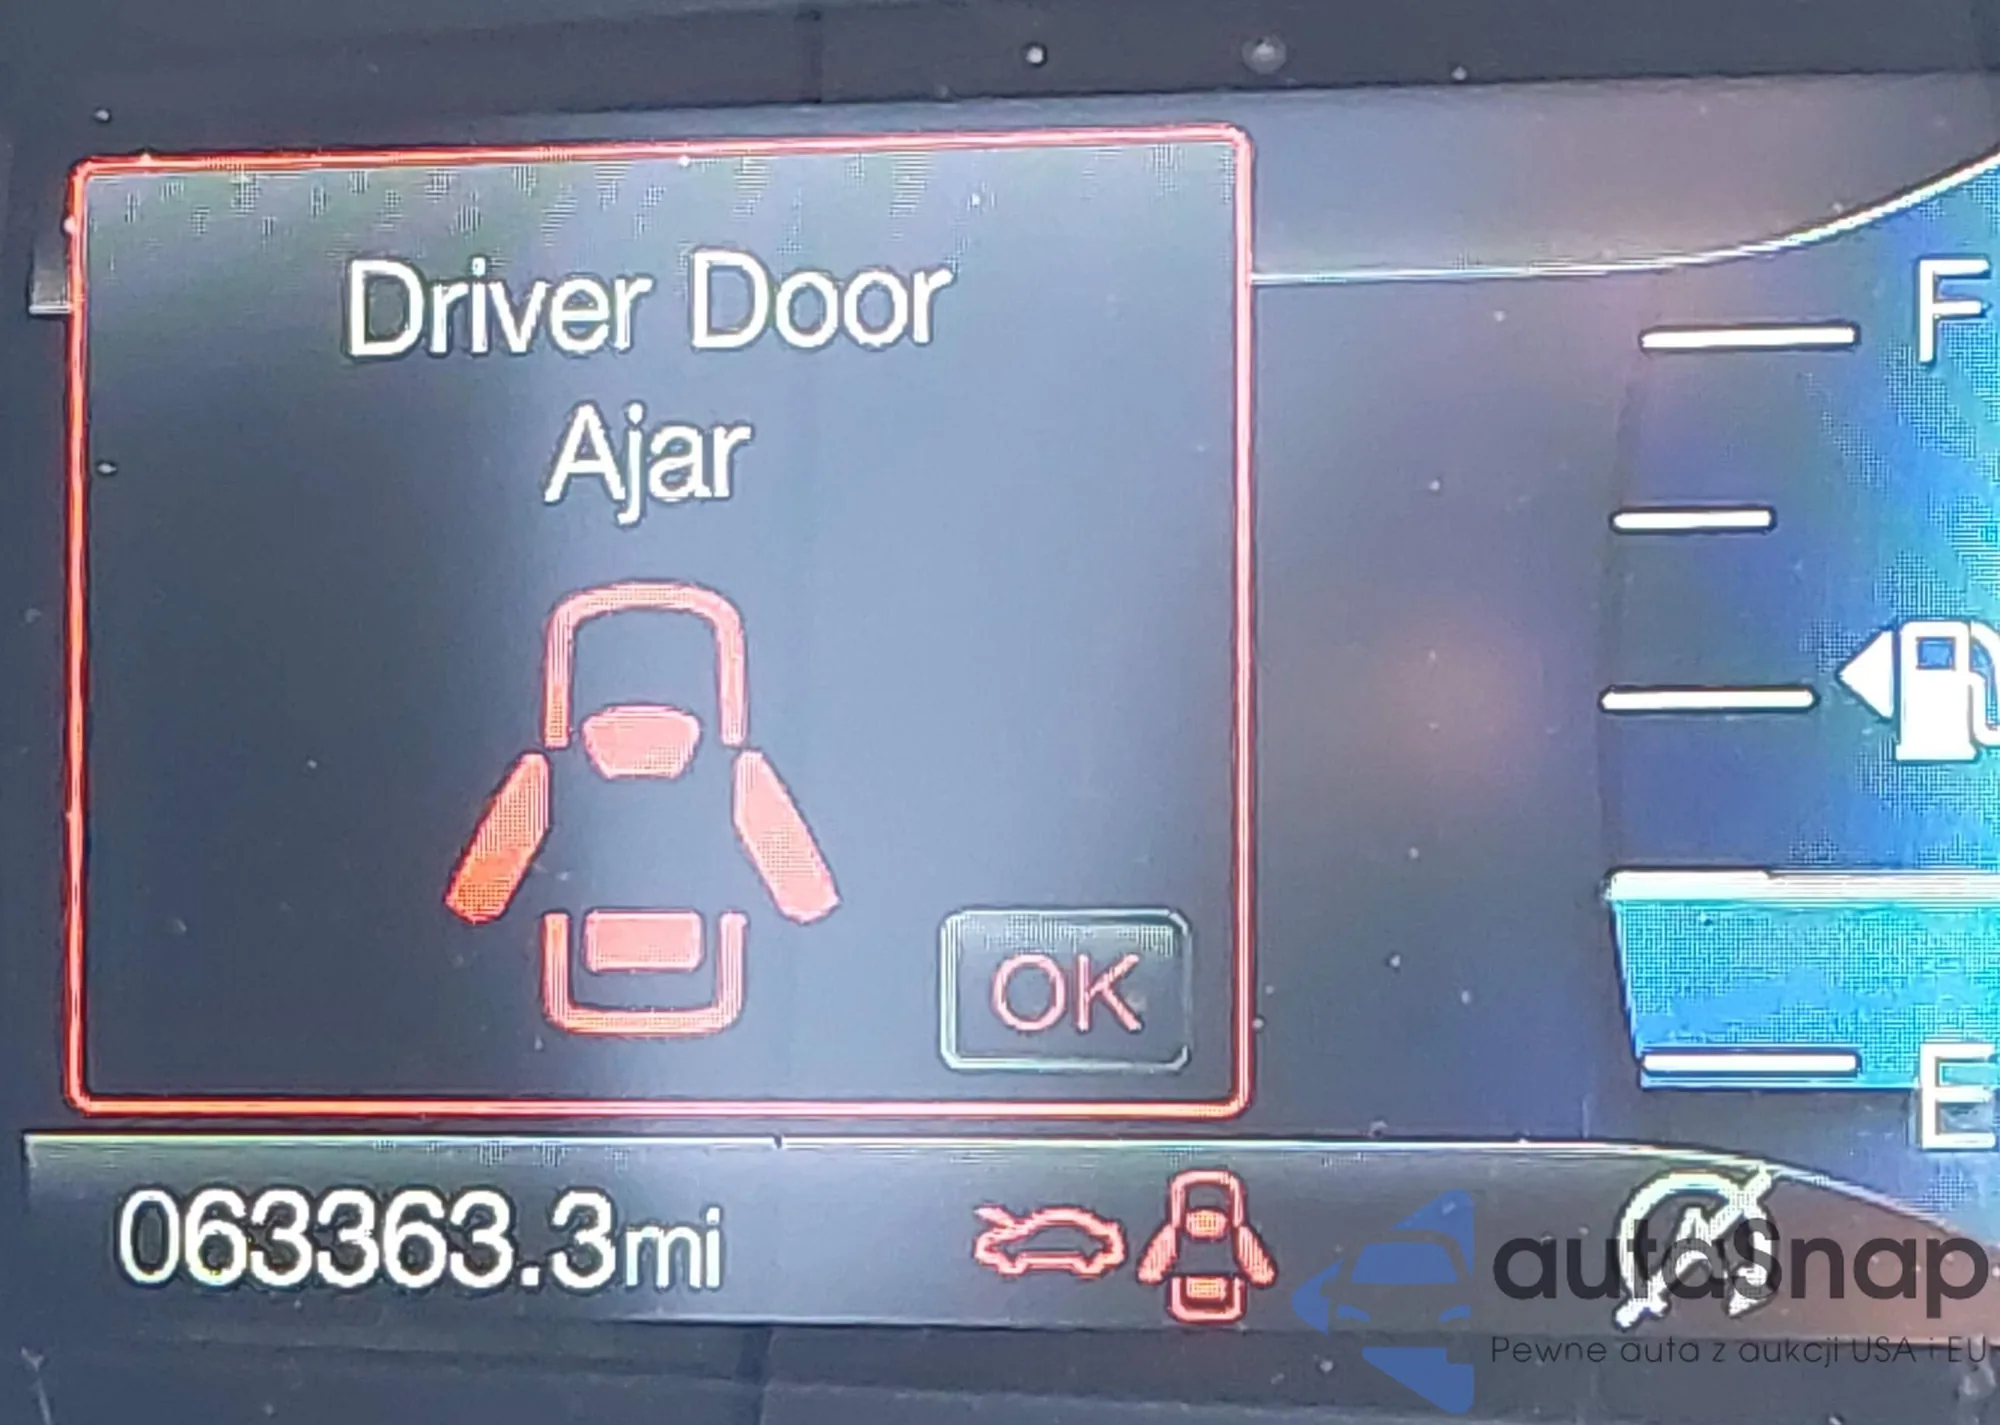 Driver Door
Ajar
OK
F
E
063363.3mi
A
autosnap
Pewne auta z aukcji USA i EU